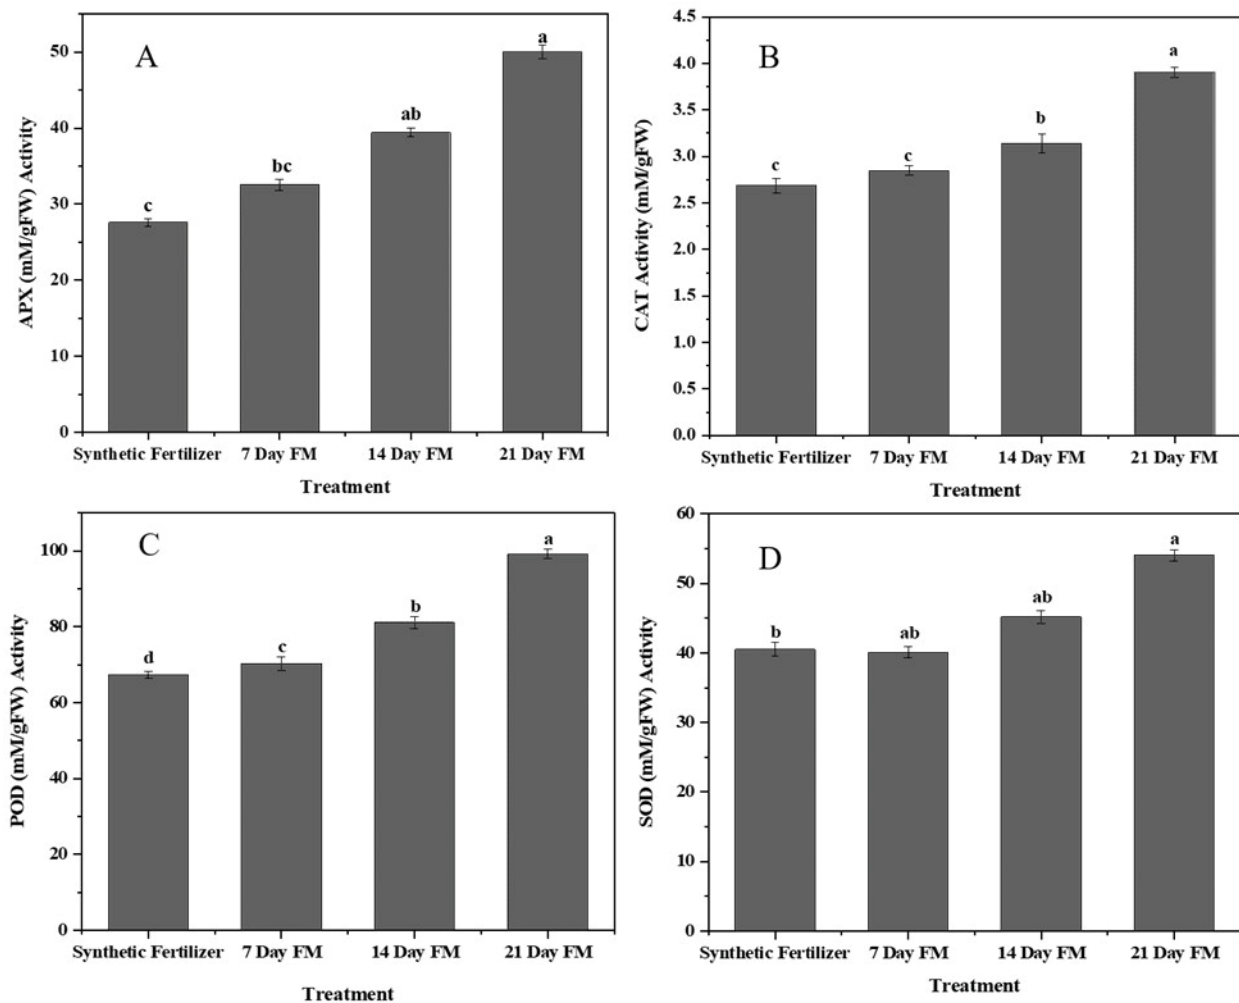 A
a
ab
bc
c
50
40
30
20
10
0
APX (mM/gFW) Activity
Synthetic Fertilizer 7 Day FM 14 Day FM 21 Day FM
Treatment
B
a
b
c
c
4.5
4.0
3.5
3.0
2.5
2.0
1.5
1.0
0.5
0.0
CAT Activity (mM/gFW)
Synthetic Fertilizer 7 Day FM 14 Day FM 21 Day FM
Treatment
C
a
b
c
d
100
80
60
40
20
0
POD (mM/gFW) Activity
Synthetic Fertilizer 7 Day FM 14 Day FM 21 Day FM
Treatment
D
a
ab
b
ab
60
50
40
30
20
10
0
SOD (mM/gFW) Activity
Synthetic Fertilizer 7 Day FM 14 Day FM 21 Day FM
Treatment